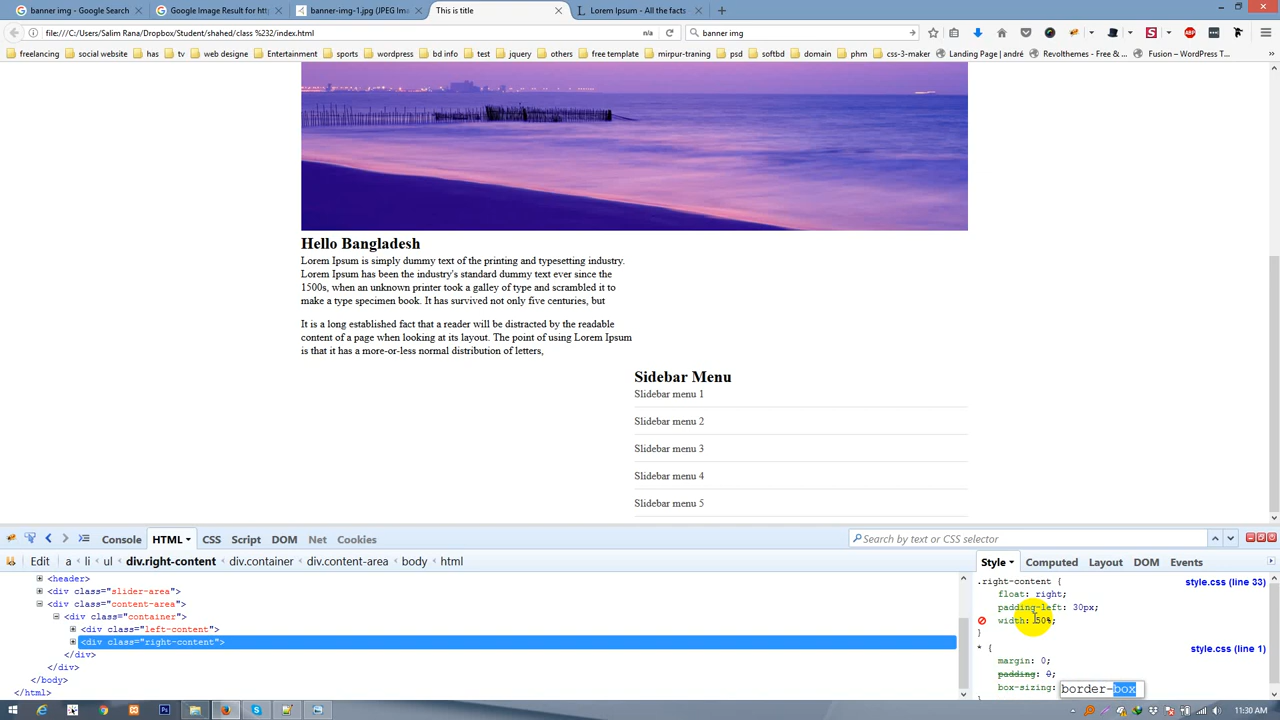 banner img - Google Search
Google Image Result for htt
banner-img-1.jpg (JPEG Ima
This is title
Lorem Ipsum - All the facts
file:///C:/Users/Salim Rana/Dropbox/Student/shahed/class %232/index.html
n/a
banner img
freelancing
social website
has
tv
web designe
Entertainment
sports
wordpress
bd info
test
jquery
others
free template
mirpur-traning
psd
softbd
domain
phm
css-3-maker
Landing Page | André
Revolthemes - Free & ...
Fusion – WordPress T...
Hello Bangladesh
Lorem Ipsum is simply dummy text of the printing and typesetting industry.
Lorem Ipsum has been the industry's standard dummy text ever since the
1500s, when an unknown printer took a galley of type and scrambled it to
make a type specimen book. It has survived not only five centuries, but
It is a long established fact that a reader will be distracted by the readable
content of a page when looking at its layout. The point of using Lorem Ipsum
is that it has a more-or-less normal distribution of letters,
Sidebar Menu
Slidebar menu 1
Slidebar menu 2
Slidebar menu 3
Slidebar menu 4
Slidebar menu 5
Console
HTML
CSS
Script
DOM
Net
Cookies
Search by text or CSS selector
Edit
a < li < ul < div.right-content < div.container < div.content-area < body < html
Style
Computed
Layout
DOM
Events
<header>
<div class="slider-area">
<div class="content-area">
<div class="container">
<div class="left-content">
<div class="right-content">
</div>
</div>
</body>
</html>
.right-content {
style.css (line 33)
float: right;
padding-left: 30px;
width: 50%;
}
* {
style.css (line 1)
margin: 0;
padding: 0;
box-sizing:
border-box
11:30 AM